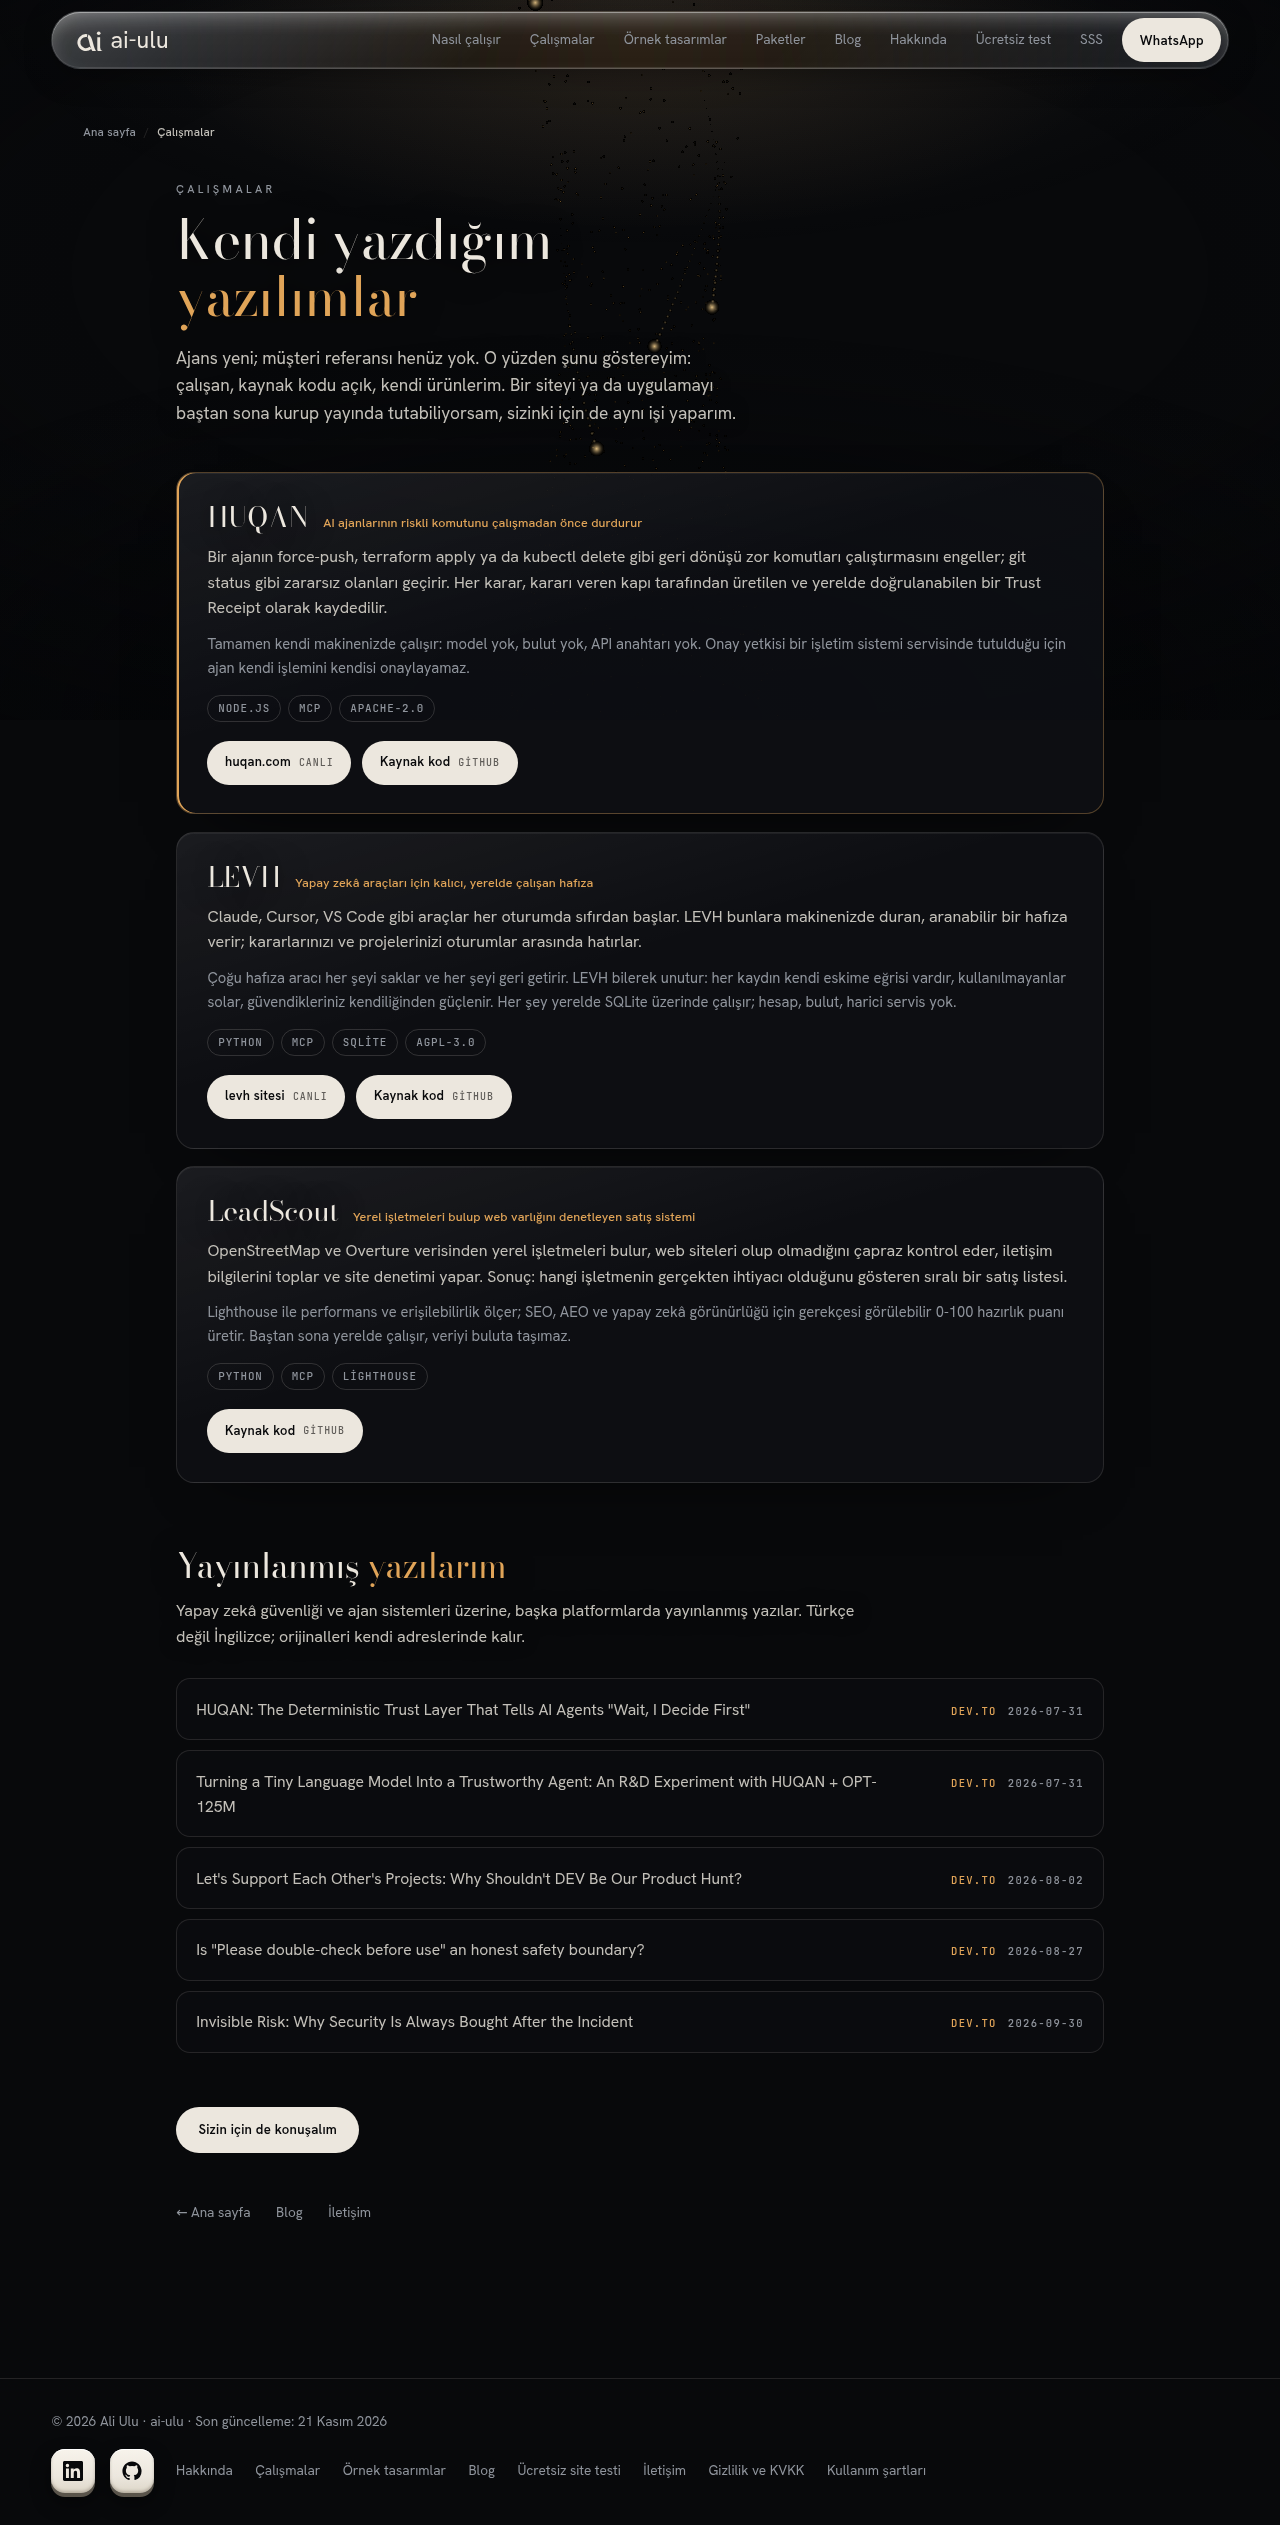 ai ai-ulu
Nasıl çalışır Çalışmalar Örnek tasarımlar Paketler Blog Hakkında Ücretsiz test SSS WhatsApp
Ana sayfa / Çalışmalar
ÇALIŞMALAR
Kendi yazdığım
yazılımlar
Ajans yeni; müşteri referansı henüz yok. O yüzden şunu göstereyim:
çalışan, kaynak kodu açık, kendi ürünlerim. Bir siteyi ya da uygulamayı
baştan sona kurup yayında tutabiliyorsam, sizinki için de aynı işi yaparım.
HUQAN AI ajanlarının riskli komutunu çalışmadan önce durdurur
Bir ajanın force-push, terraform apply ya da kubectl delete gibi geri dönüşü zor komutları çalıştırmasını engeller; git
status gibi zararsız olanları geçirir. Her karar, kararı veren kapı tarafından üretilen ve yerelde doğrulanabilen bir Trust
Receipt olarak kaydedilir.
Tamamen kendi makinenizde çalışır: model yok, bulut yok, API anahtarı yok. Onay yetkisi bir işletim sistemi servisinde tutulduğu için
ajan kendi işlemini kendisi onaylayamaz.
NODE.JS MCP APACHE-2.0
huqan.com CANLI Kaynak kod GİTHUB
LEVH Yapay zekâ araçları için kalıcı, yerelde çalışan hafıza
Claude, Cursor, VS Code gibi araçlar her oturumda sıfırdan başlar. LEVH bunlara makinenizde duran, aranabilir bir hafıza
verir; kararlarınızı ve projelerinizi oturumlar arasında hatırlar.
Çoğu hafıza aracı her şeyi saklar ve her şeyi geri getirir. LEVH bilerek unutur: her kaydın kendi eskime eğrisi vardır, kullanılmayanlar
solar, güvendikleriniz kendiliğinden güçlenir. Her şey yerelde SQLite üzerinde çalışır; hesap, bulut, harici servis yok.
PYTHON MCP SQLİTE AGPL-3.0
levh sitesi CANLI Kaynak kod GİTHUB
LeadScout Yerel işletmeleri bulup web varlığını denetleyen satış sistemi
OpenStreetMap ve Overture verisinden yerel işletmeleri bulur, web siteleri olup olmadığını çapraz kontrol eder, iletişim
bilgilerini toplar ve site denetimi yapar. Sonuç: hangi işletmenin gerçekten ihtiyacı olduğunu gösteren sıralı bir satış listesi.
Lighthouse ile performans ve erişilebilirlik ölçer; SEO, AEO ve yapay zekâ görünürlüğü için gerekçesi görülebilir 0-100 hazırlık puanı
üretir. Baştan sona yerelde çalışır, veriyi buluta taşımaz.
PYTHON MCP LİGHTHOUSE
Kaynak kod GİTHUB
Yayınlanmış yazılarım
Yapay zekâ güvenliği ve ajan sistemleri üzerine, başka platformlarda yayınlanmış yazılar. Türkçe
değil İngilizce; orijinalleri kendi adreslerinde kalır.
HUQAN: The Deterministic Trust Layer That Tells AI Agents "Wait, I Decide First" DEV.TO 2026-07-31
Turning a Tiny Language Model Into a Trustworthy Agent: An R&D Experiment with HUQAN + OPT- DEV.TO 2026-07-31
125M
Let's Support Each Other's Projects: Why Shouldn't DEV Be Our Product Hunt? DEV.TO 2026-08-02
Is "Please double-check before use" an honest safety boundary? DEV.TO 2026-08-27
Invisible Risk: Why Security Is Always Bought After the Incident DEV.TO 2026-09-30
Sizin için de konuşalım
← Ana sayfa Blog İletişim
© 2026 Ali Ulu · ai-ulu · Son güncelleme: 21 Kasım 2026
Hakkında Çalışmalar Örnek tasarımlar Blog Ücretsiz site testi İletişim Gizlilik ve KVKK Kullanım şartları